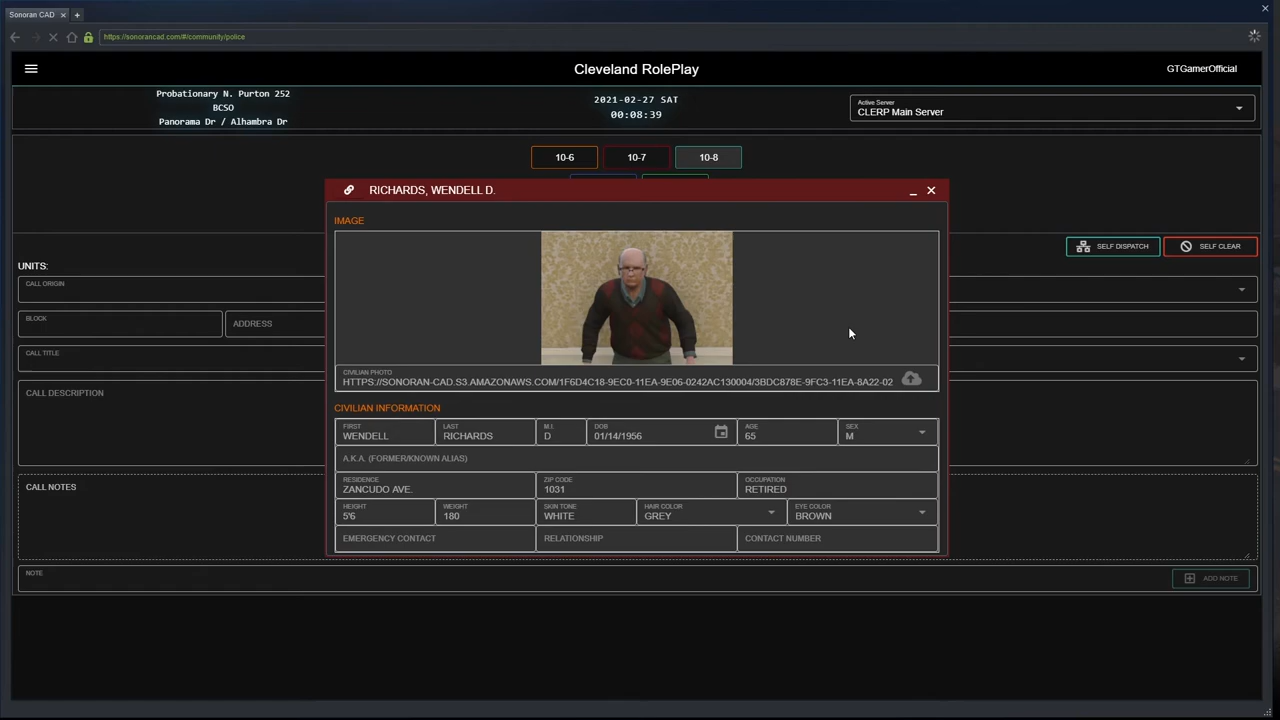 Sonoran CAD
https://sonorancad.com/#/community/police
Cleveland RolePlay
GTGamerOfficial
Probationary N. Purton 252
BCSO
Panorama Dr / Alhambra Dr
2021-02-27 SAT
00:08:39
Active Server
CLERP Main Server
10-6
10-7
10-8
RICHARDS, WENDELL D.
IMAGE
SELF DISPATCH
SELF CLEAR
UNITS:
CALL ORIGIN
BLOCK
ADDRESS
CALL TITLE
CALL DESCRIPTION
CIVILIAN PHOTO
HTTPS://SONORAN-CAD.S3.AMAZONAWS.COM/1F6D4C18-9EC0-11EA-9E06-0242AC130004/3BDC878E-9FC3-11EA-8A22-02
CIVILIAN INFORMATION
FIRST
WENDELL
LAST
RICHARDS
M.I.
D
DOB
01/14/1956
AGE
65
SEX
M
A.K.A. (FORMER/KNOWN ALIAS)
RESIDENCE
ZANCUDO AVE.
ZIP CODE
1031
OCCUPATION
RETIRED
HEIGHT
5'6
WEIGHT
180
SKIN TONE
WHITE
HAIR COLOR
GREY
EYE COLOR
BROWN
EMERGENCY CONTACT
RELATIONSHIP
CONTACT NUMBER
CALL NOTES
NOTE
ADD NOTE